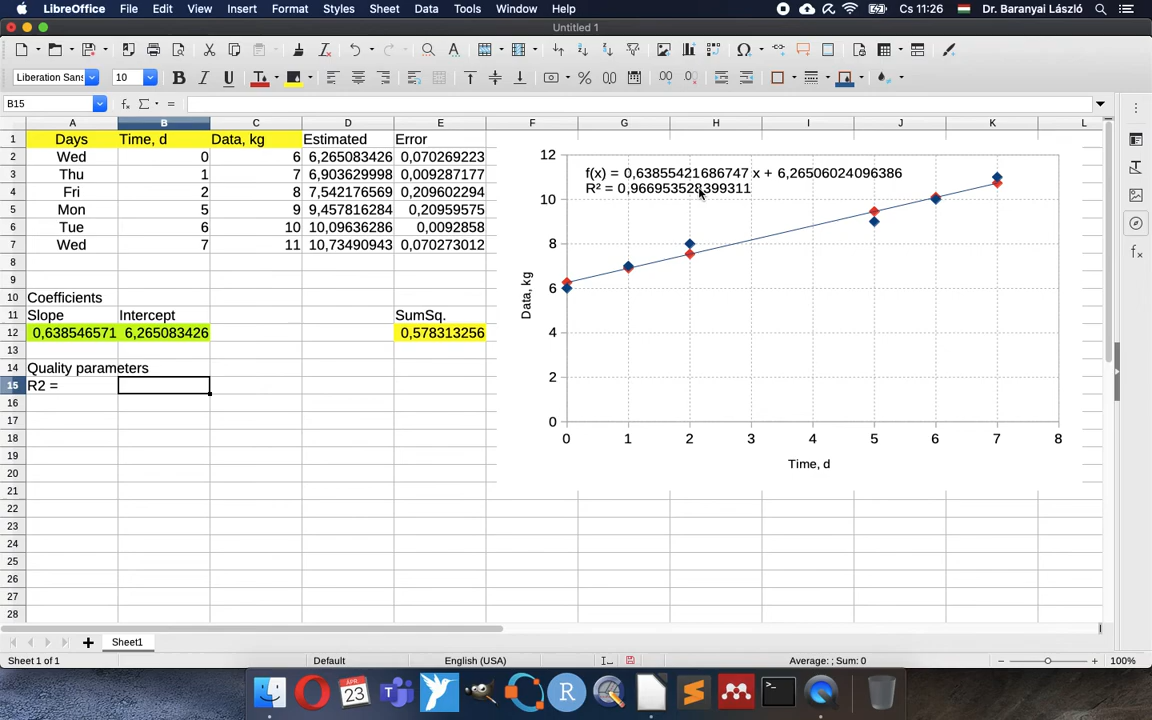 LibreOffice File Edit View Insert Format Styles Sheet Data Tools Window Help Cs 11:26 Dr. Baranyai László
Untitled 1
Liberation Sans 10
B15
A B C D E F G H I J K L
1 Days Time, d Data, kg Estimated Error
2 Wed 0 6 6,265083426 0,070269223
3 Thu 1 7 6,903629998 0,009287177
4 Fri 2 8 7,542176569 0,209602294
5 Mon 5 9 9,457816284 0,20959575
6 Tue 6 10 10,09636286 0,0092858
7 Wed 7 11 10,73490943 0,070273012
8
9
10 Coefficients
11 Slope Intercept SumSq.
12 0,638546571 6,265083426 0,578313256
13
14 Quality parameters
15 R2 =
16
17
18
19
20
21
22
23
24
25
26
27
28
f(x) = 0,63855421686747 x + 6,26506024096386
R² = 0,966953528399311
12
10
8
6
4
2
0
Data, kg
0 1 2 3 4 5 6 7 8
Time, d
Sheet1
Sheet 1 of 1 Default English (USA) Average: ; Sum: 0 100%
APR
23